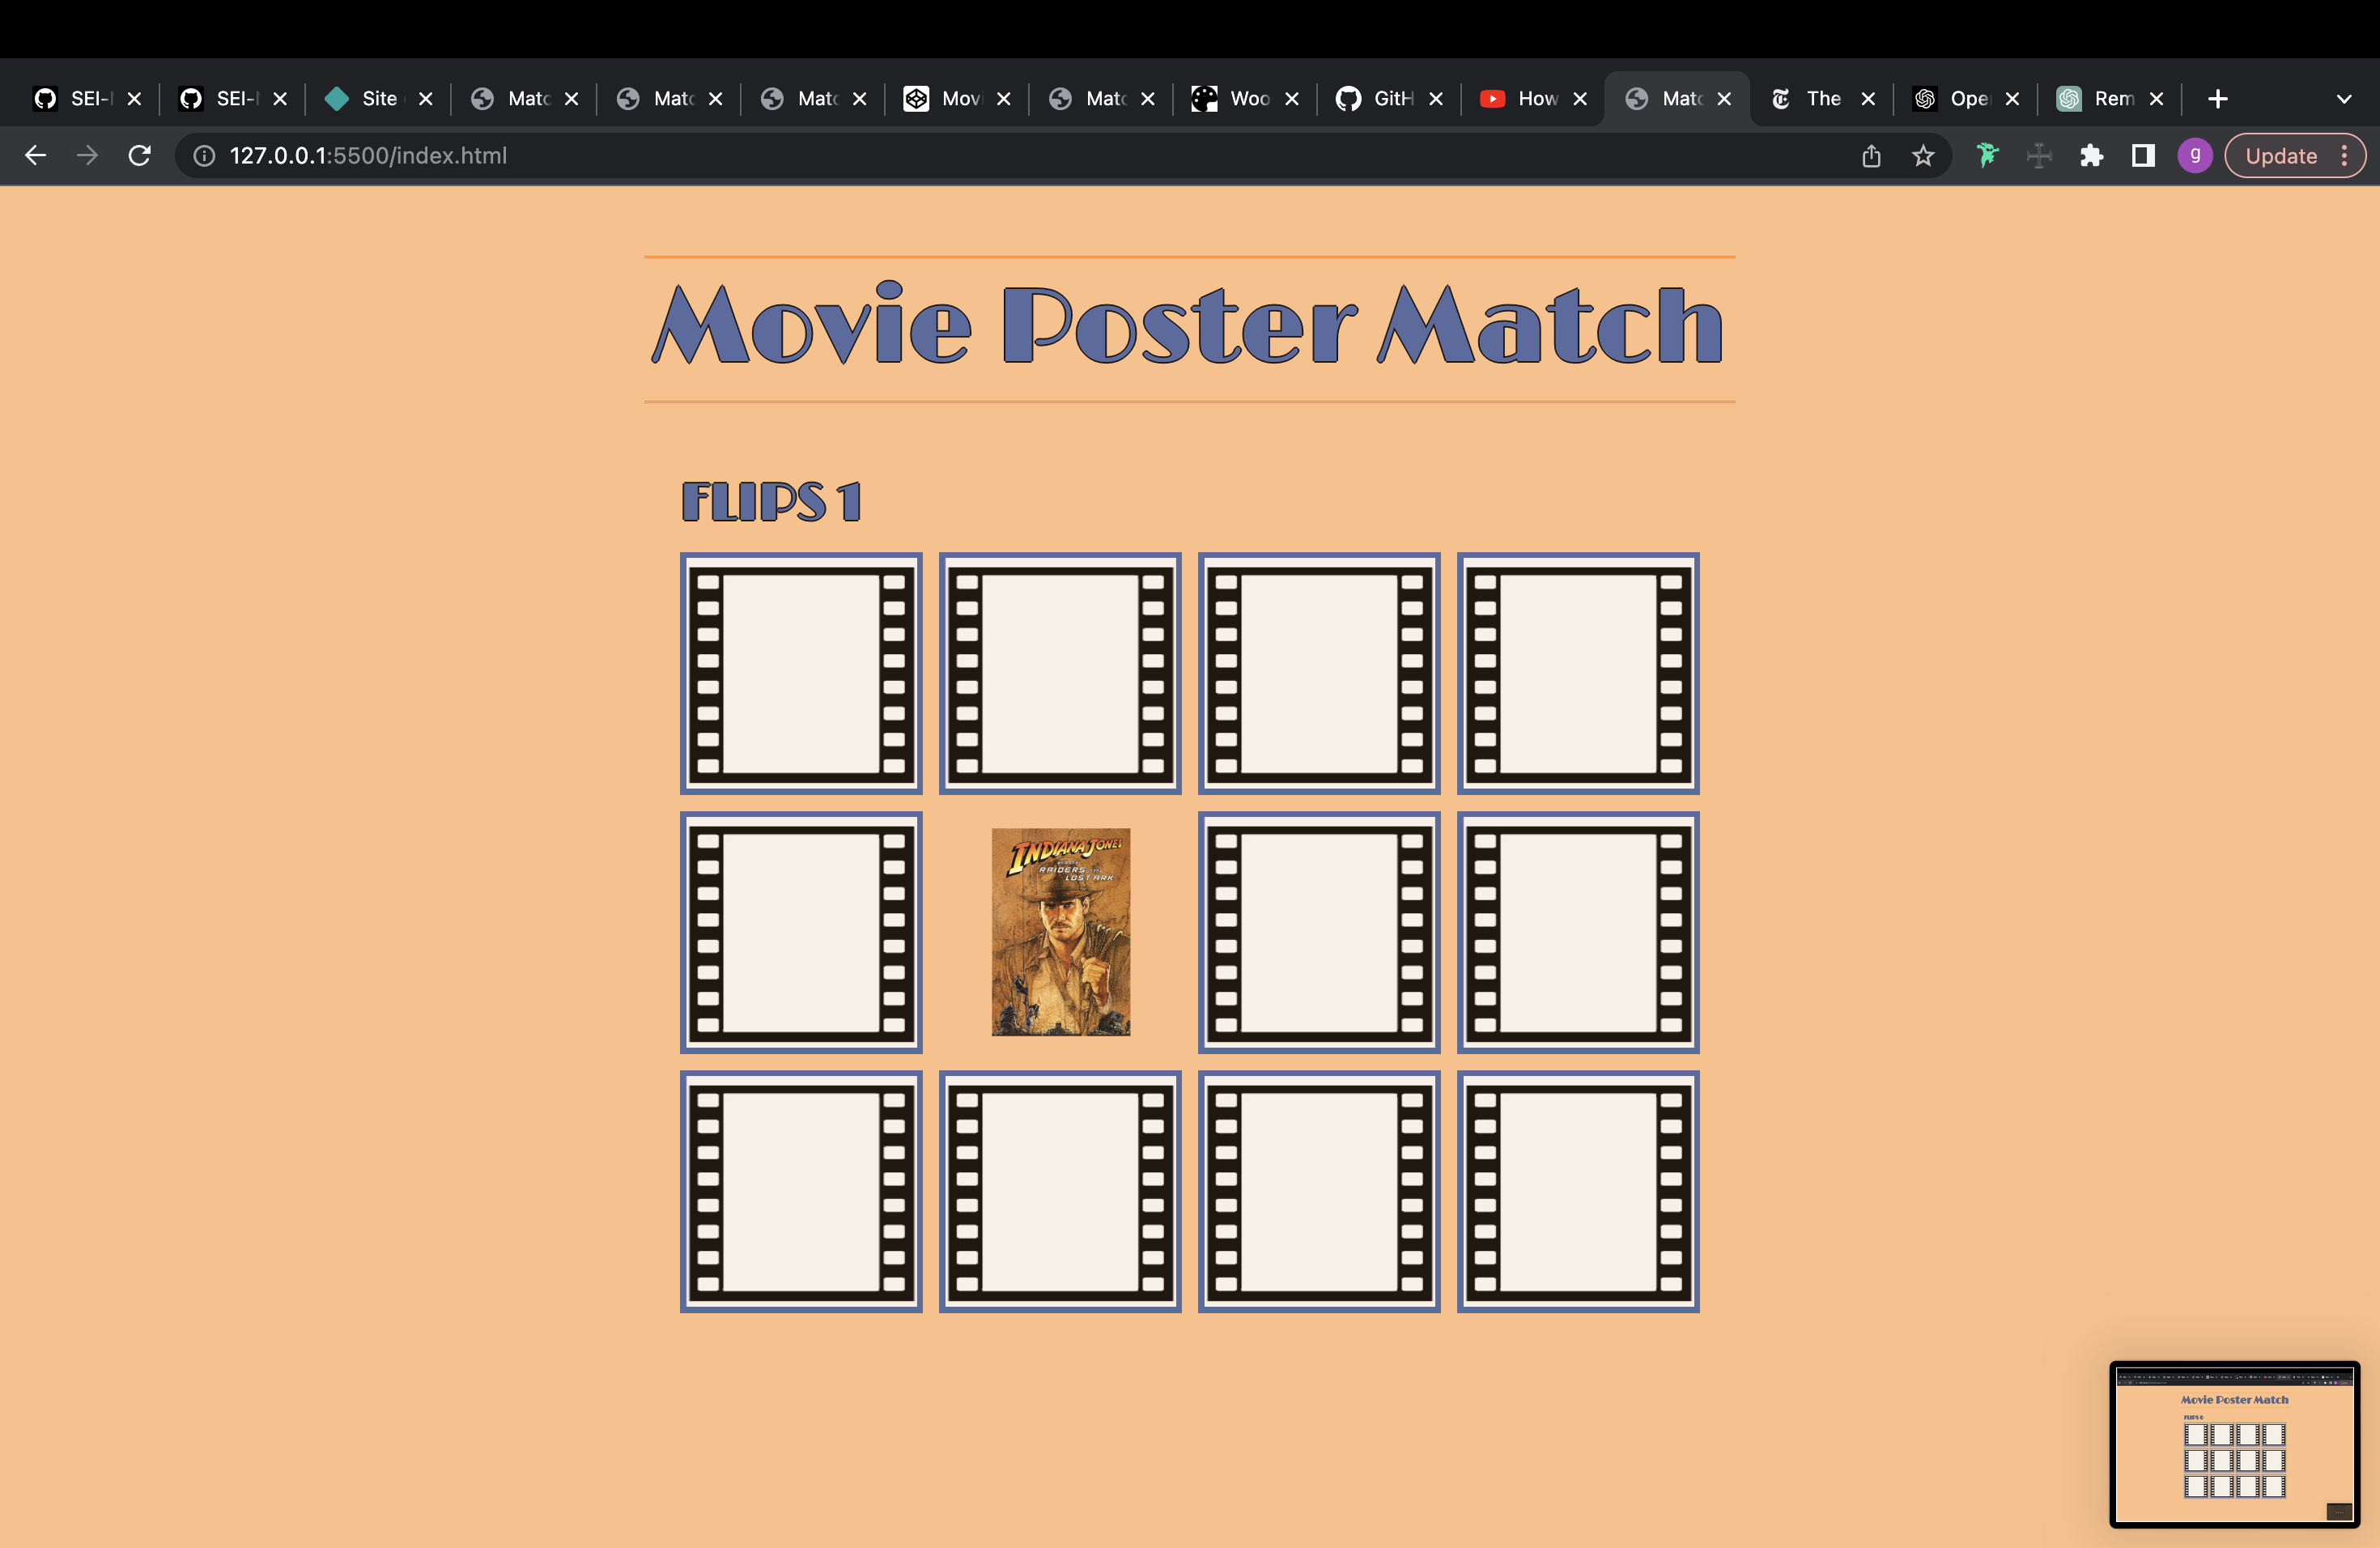 SEI- SEI- Site Matc Matc Matc Movi Matc Woo GitH How Matc The Ope Rem
127.0.0.1:5500/index.html
g
Update
Movie Poster Match
FLIPS 1
INDIANA JONES
RAIDERS of the
LOST ARK
Movie Poster Match
FLIPS 0